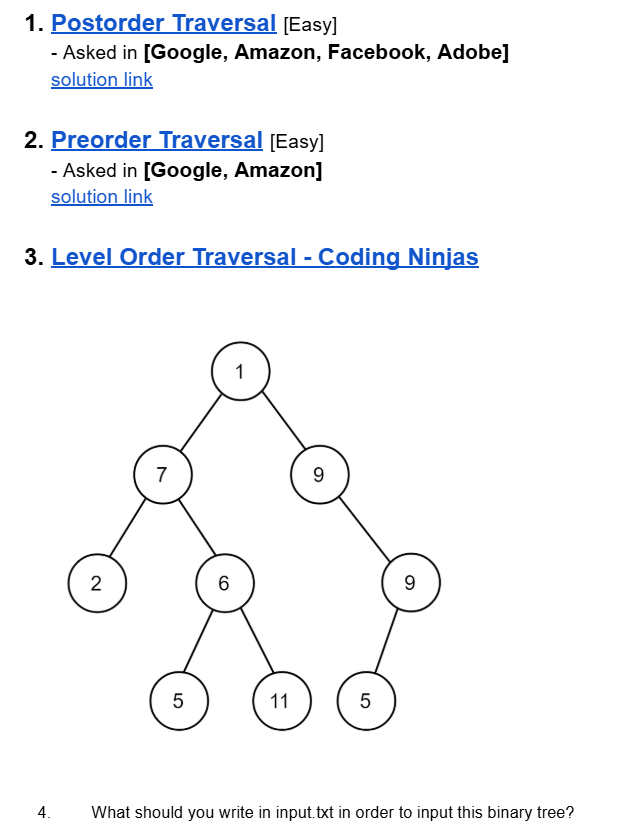 1. Postorder Traversal [Easy]
- Asked in [Google, Amazon, Facebook, Adobe]
solution link
2. Preorder Traversal [Easy]
- Asked in [Google, Amazon]
solution link
3. Level Order Traversal - Coding Ninjas
1
7 9
2 6 9
5 11 5
4. What should you write in input.txt in order to input this binary tree?